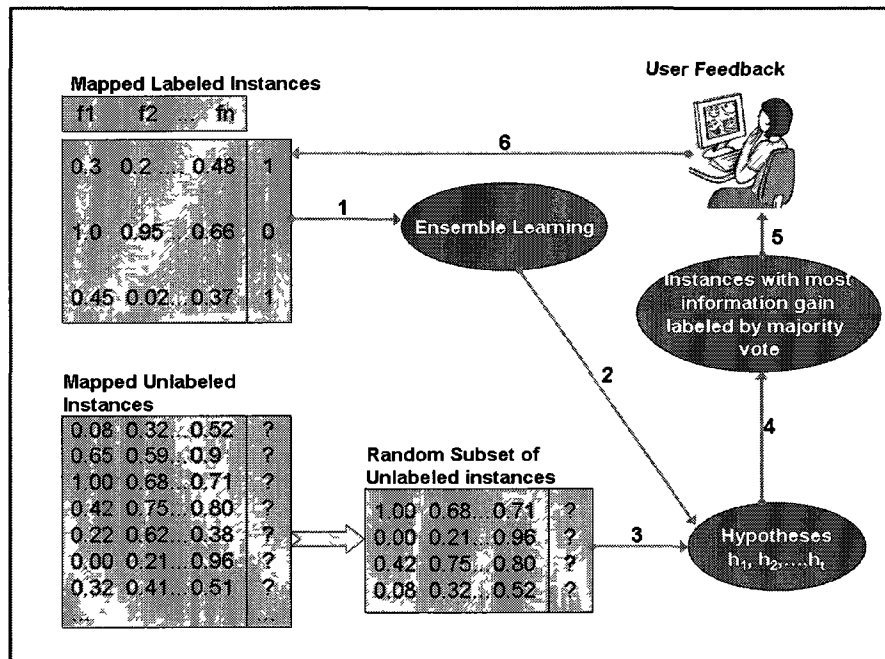 Mapped Labeled Instances
f1 f2 ... fn
0.3 0.2 .... 0.48 1
1.0 0.95 ... 0.66 0
0.45 0.02... 0.37 1
User Feedback
6
1
Ensemble Learning
5
Instances with most
information gain
labeled by majority
vote
2
4
Mapped Unlabeled
Instances
0.08 0.32...0.52 ?
0.65 0.59...0.9 ?
1.00 0.68...0.71 ?
0.42 0.75...0.80 ?
0.22 0.62...0.38 ?
0.00 0.21...0.96 ?
0.32 0.41...0.51 ?
... ...
Random Subset of
Unlabeled instances
1.00 0.68...0.71 ?
0.00 0.21...0.96 ?
0.42 0.75...0.80 ?
0.08 0.32...0.52 ?
3
Hypotheses
h1, h2,....ht